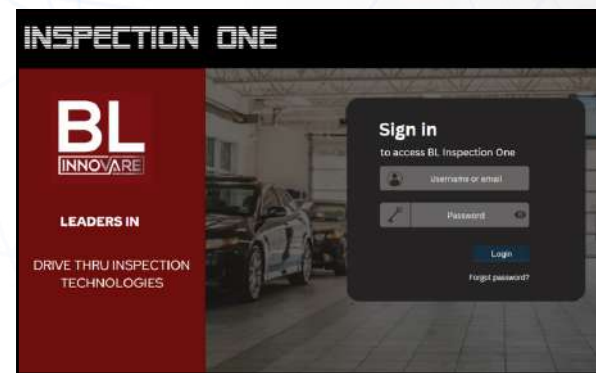 INSPECTION ONE
BL
INNOVARE
LEADERS IN
DRIVE THRU INSPECTION
TECHNOLOGIES
Sign in
to access BL Inspection One
Username or email
Password
Login
Forgot password?